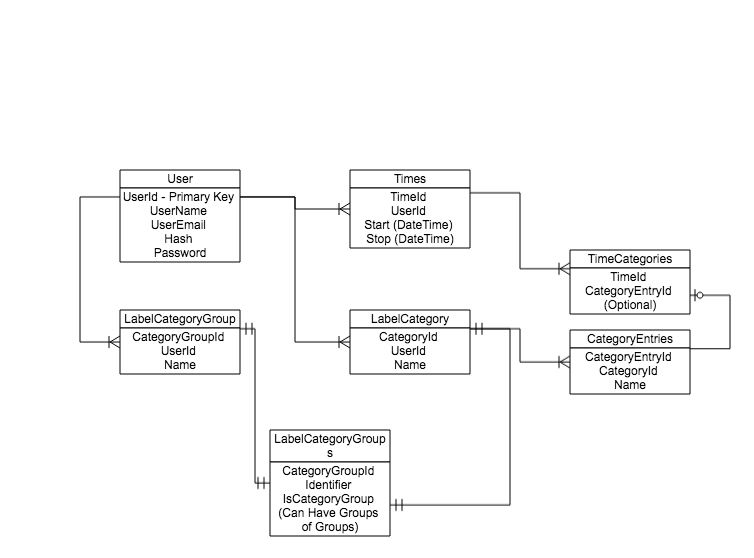 User
UserId - Primary Key
UserName
UserEmail
Hash
Password
Times
TimeId
UserId
Start (DateTime)
Stop (DateTime)
TimeCategories
TimeId
CategoryEntryId
(Optional)
LabelCategoryGroup
CategoryGroupId
UserId
Name
LabelCategory
CategoryId
UserId
Name
CategoryEntries
CategoryEntryId
CategoryId
Name
LabelCategoryGroup
s
CategoryGroupId
Identifier
IsCategoryGroup
(Can Have Groups
of Groups)